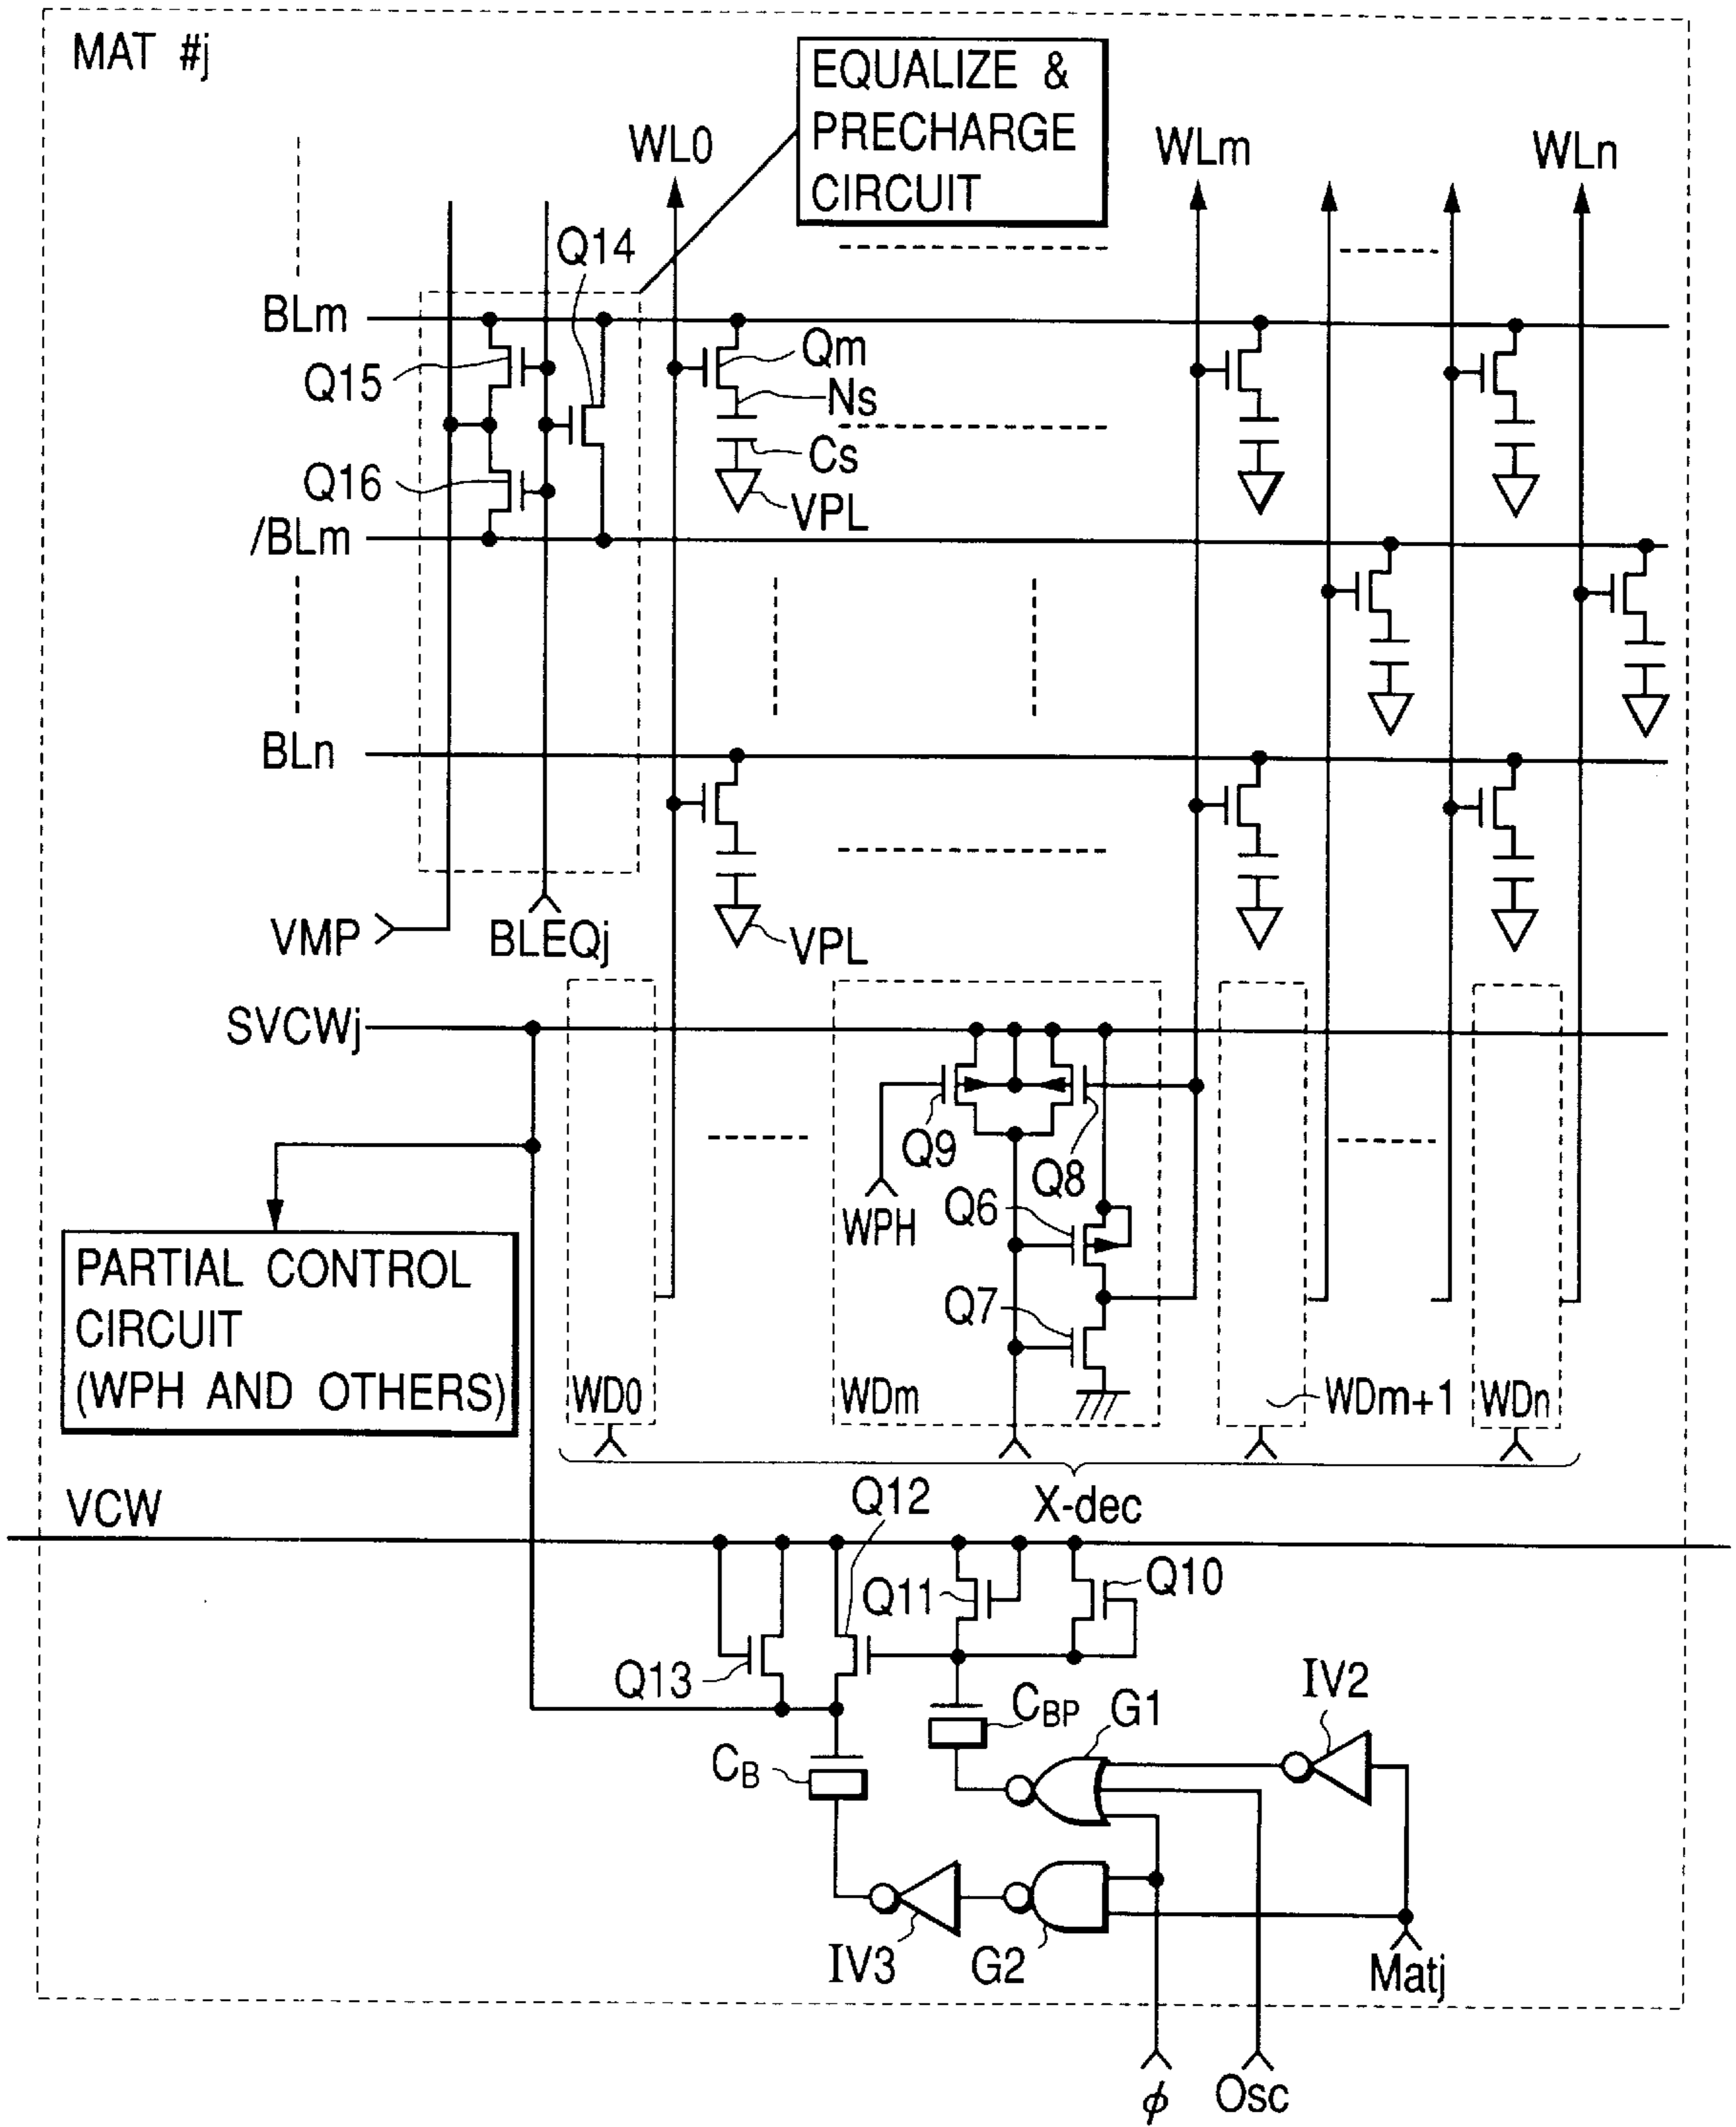 MAT #j
EQUALIZE &
PRECHARGE
CIRCUIT
WL0
WLm
WLn
Q14
BLm
Q15
Qm
Ns
Cs
Q16
VPL
/BLm
BLn
VMP
BLEQj
VPL
SVCWj
Q9
Q8
WPH
Q6
Q7
PARTIAL CONTROL
CIRCUIT
(WPH AND OTHERS)
WD0
WDm
WDm+1
WDn
X-dec
VCW
Q12
Q11
Q10
Q13
CBP
G1
IV2
CB
IV3
G2
Matj
ϕ
Osc